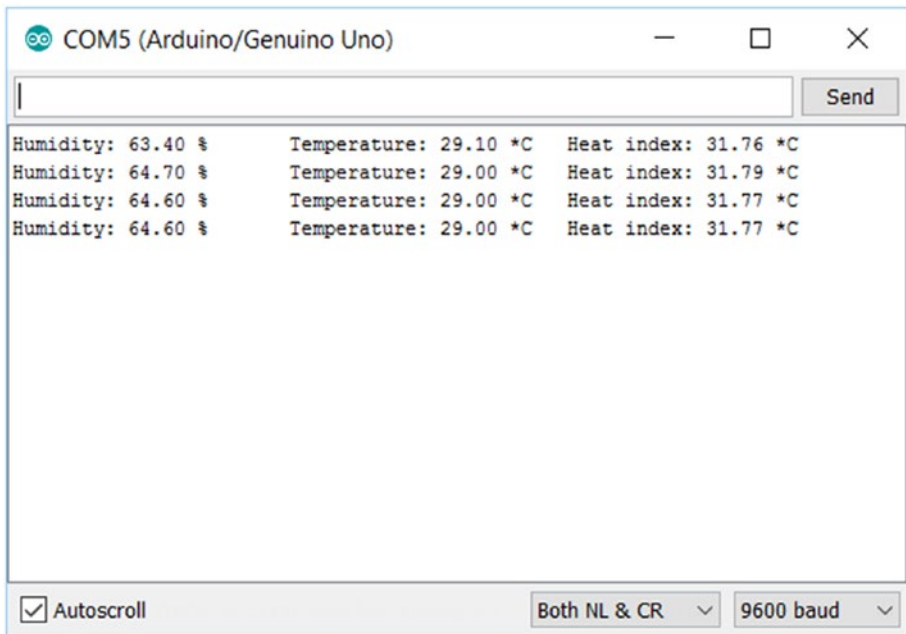 COM5 (Arduino/Genuino Uno)
Send
Humidity: 63.40 % Temperature: 29.10 *C Heat index: 31.76 *C
Humidity: 64.70 % Temperature: 29.00 *C Heat index: 31.79 *C
Humidity: 64.60 % Temperature: 29.00 *C Heat index: 31.77 *C
Humidity: 64.60 % Temperature: 29.00 *C Heat index: 31.77 *C
Autoscroll Both NL & CR 9600 baud